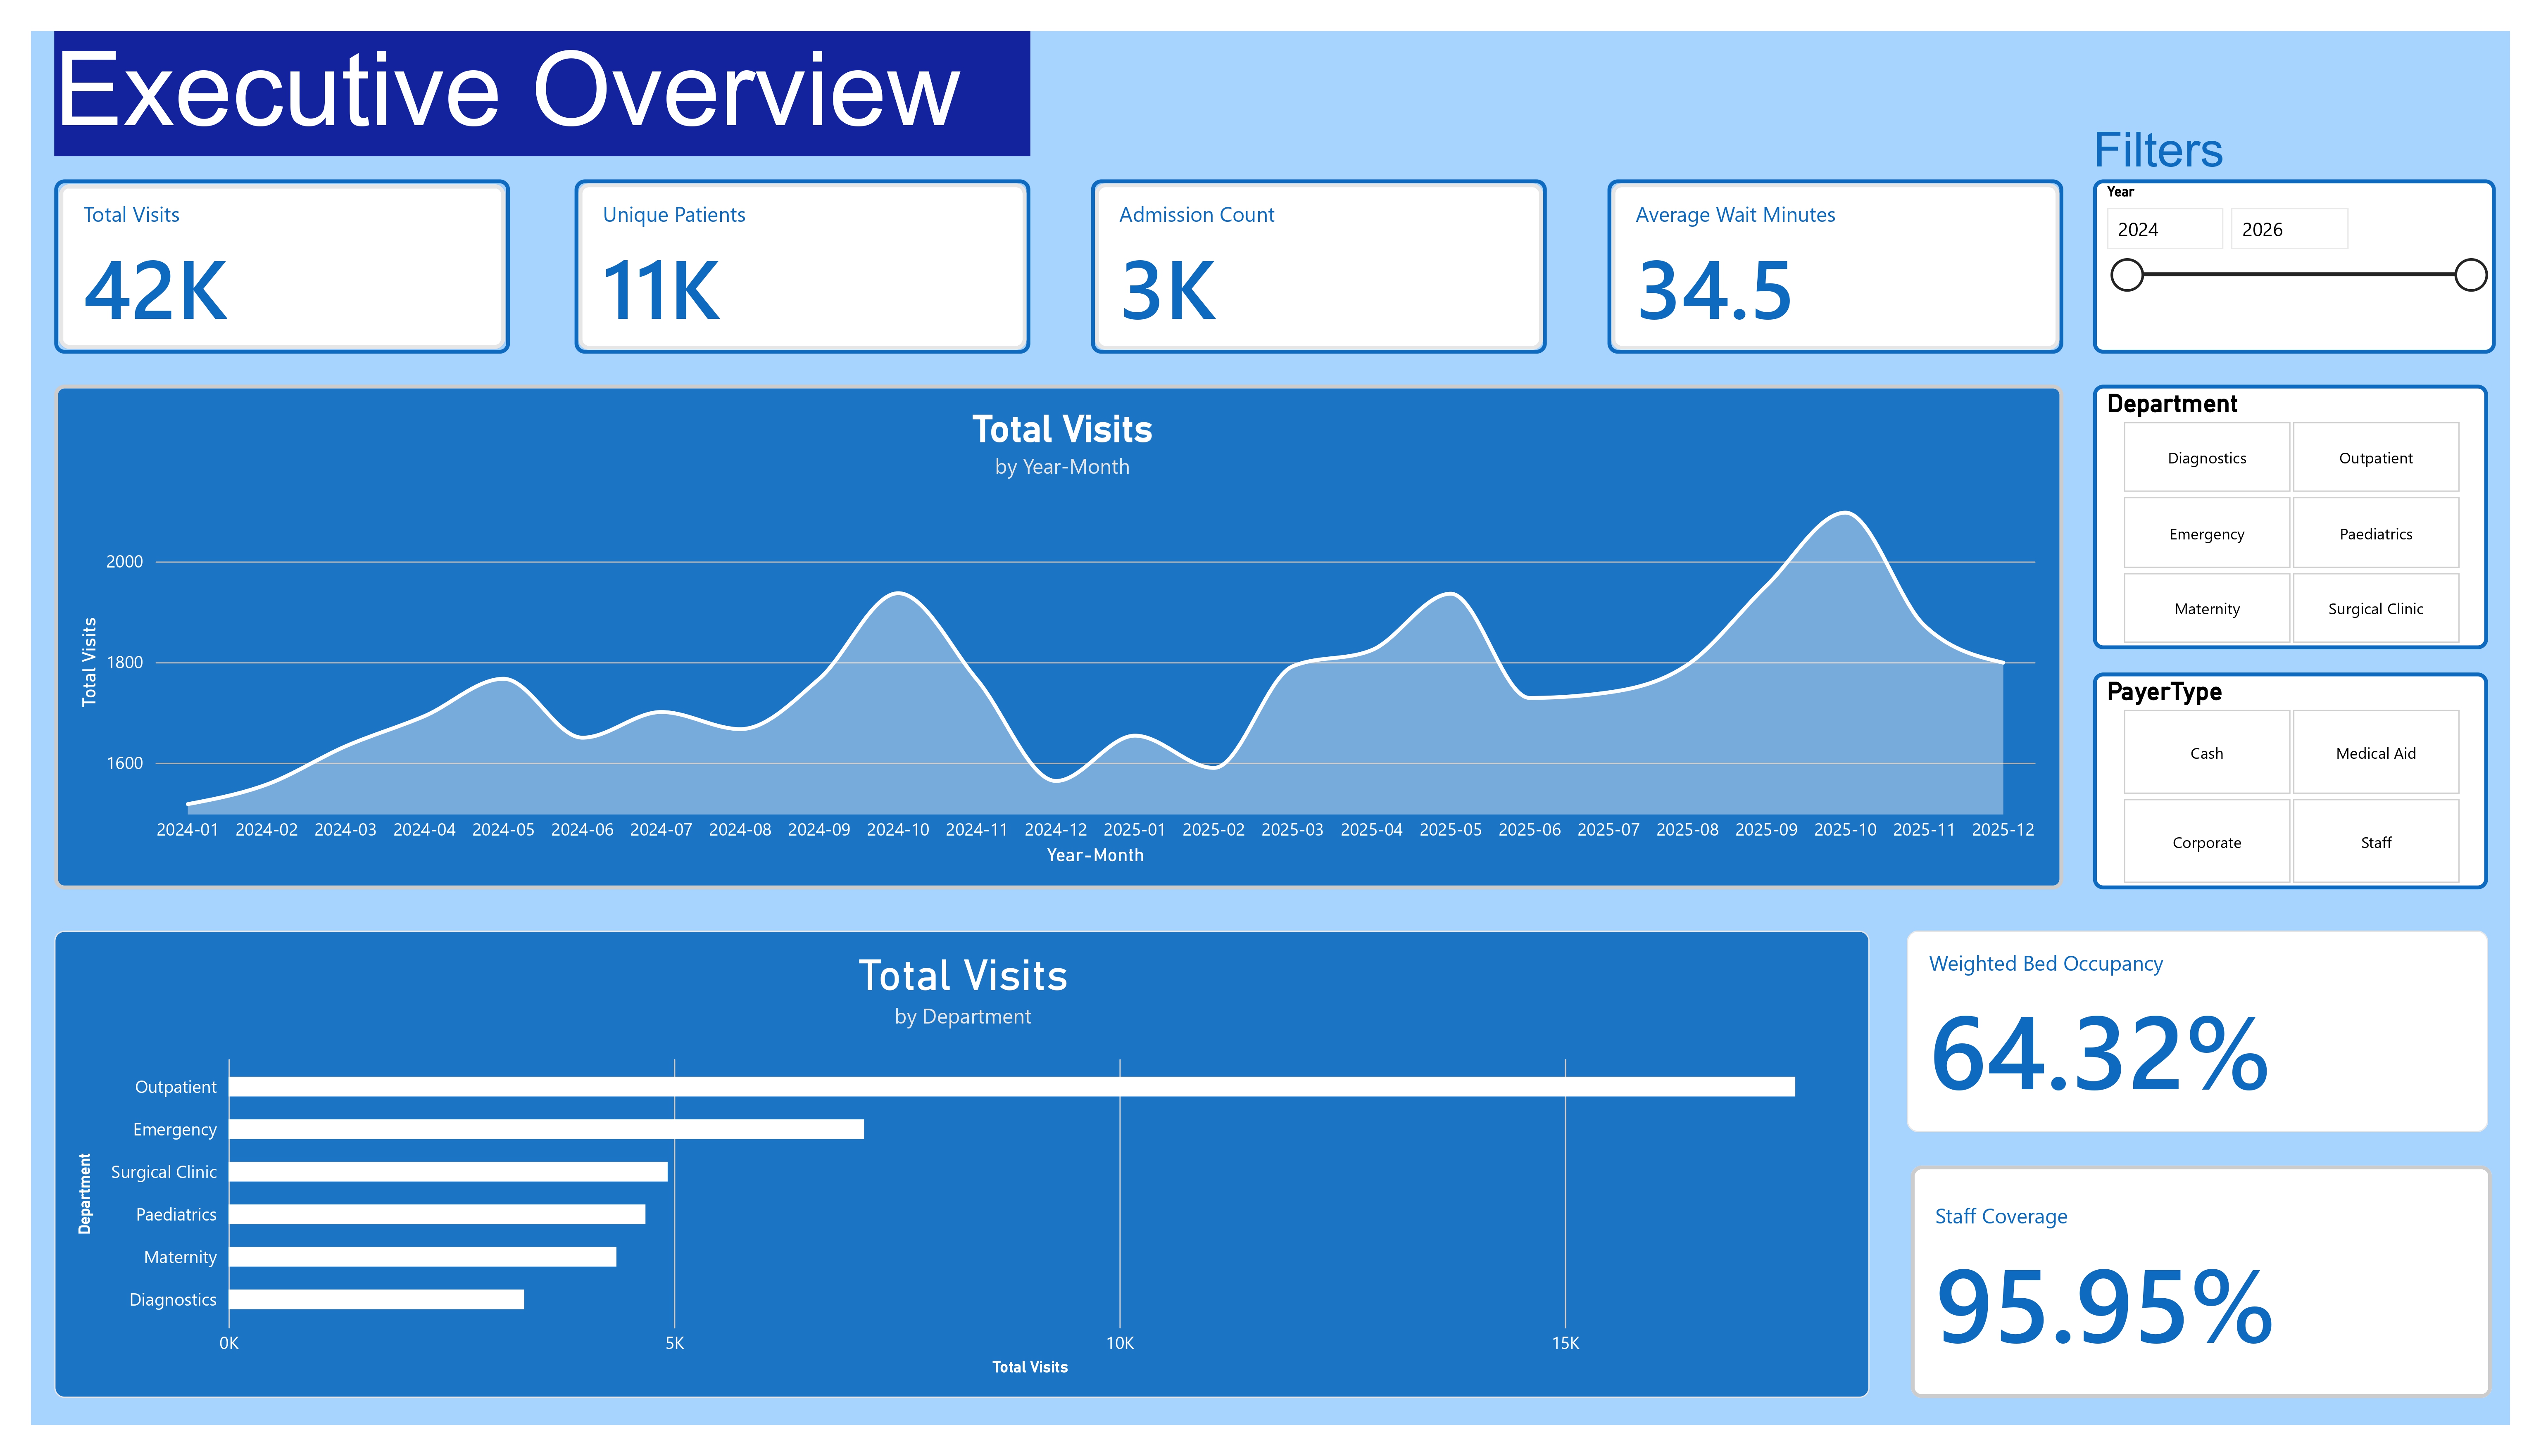 Executive Overview
Filters
Total Visits
42K
Unique Patients
11K
Admission Count
3K
Average Wait Minutes
34.5
Year
2024 2026
Total Visits
by Year-Month
Total Visits
2000
1800
1600
2024-01 2024-02 2024-03 2024-04 2024-05 2024-06 2024-07 2024-08 2024-09 2024-10 2024-11 2024-12 2025-01 2025-02 2025-03 2025-04 2025-05 2025-06 2025-07 2025-08 2025-09 2025-10 2025-11 2025-12
Year-Month
Department
Diagnostics Outpatient
Emergency Paediatrics
Maternity Surgical Clinic
PayerType
Cash Medical Aid
Corporate Staff
Total Visits
by Department
Department
Outpatient
Emergency
Surgical Clinic
Paediatrics
Maternity
Diagnostics
0K 5K 10K 15K
Total Visits
Weighted Bed Occupancy
64.32%
Staff Coverage
95.95%